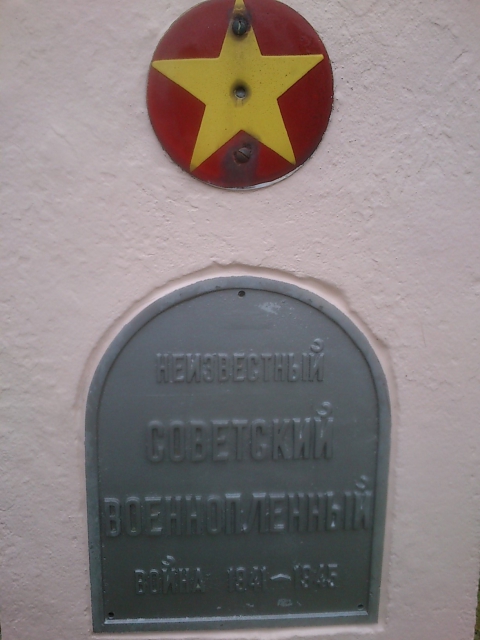 НЕИЗВЕСТНЫЙ
СОВЕТСКИЙ
ВОЕННОПЛЕННЫЙ
ВОЙНА 1941–1945